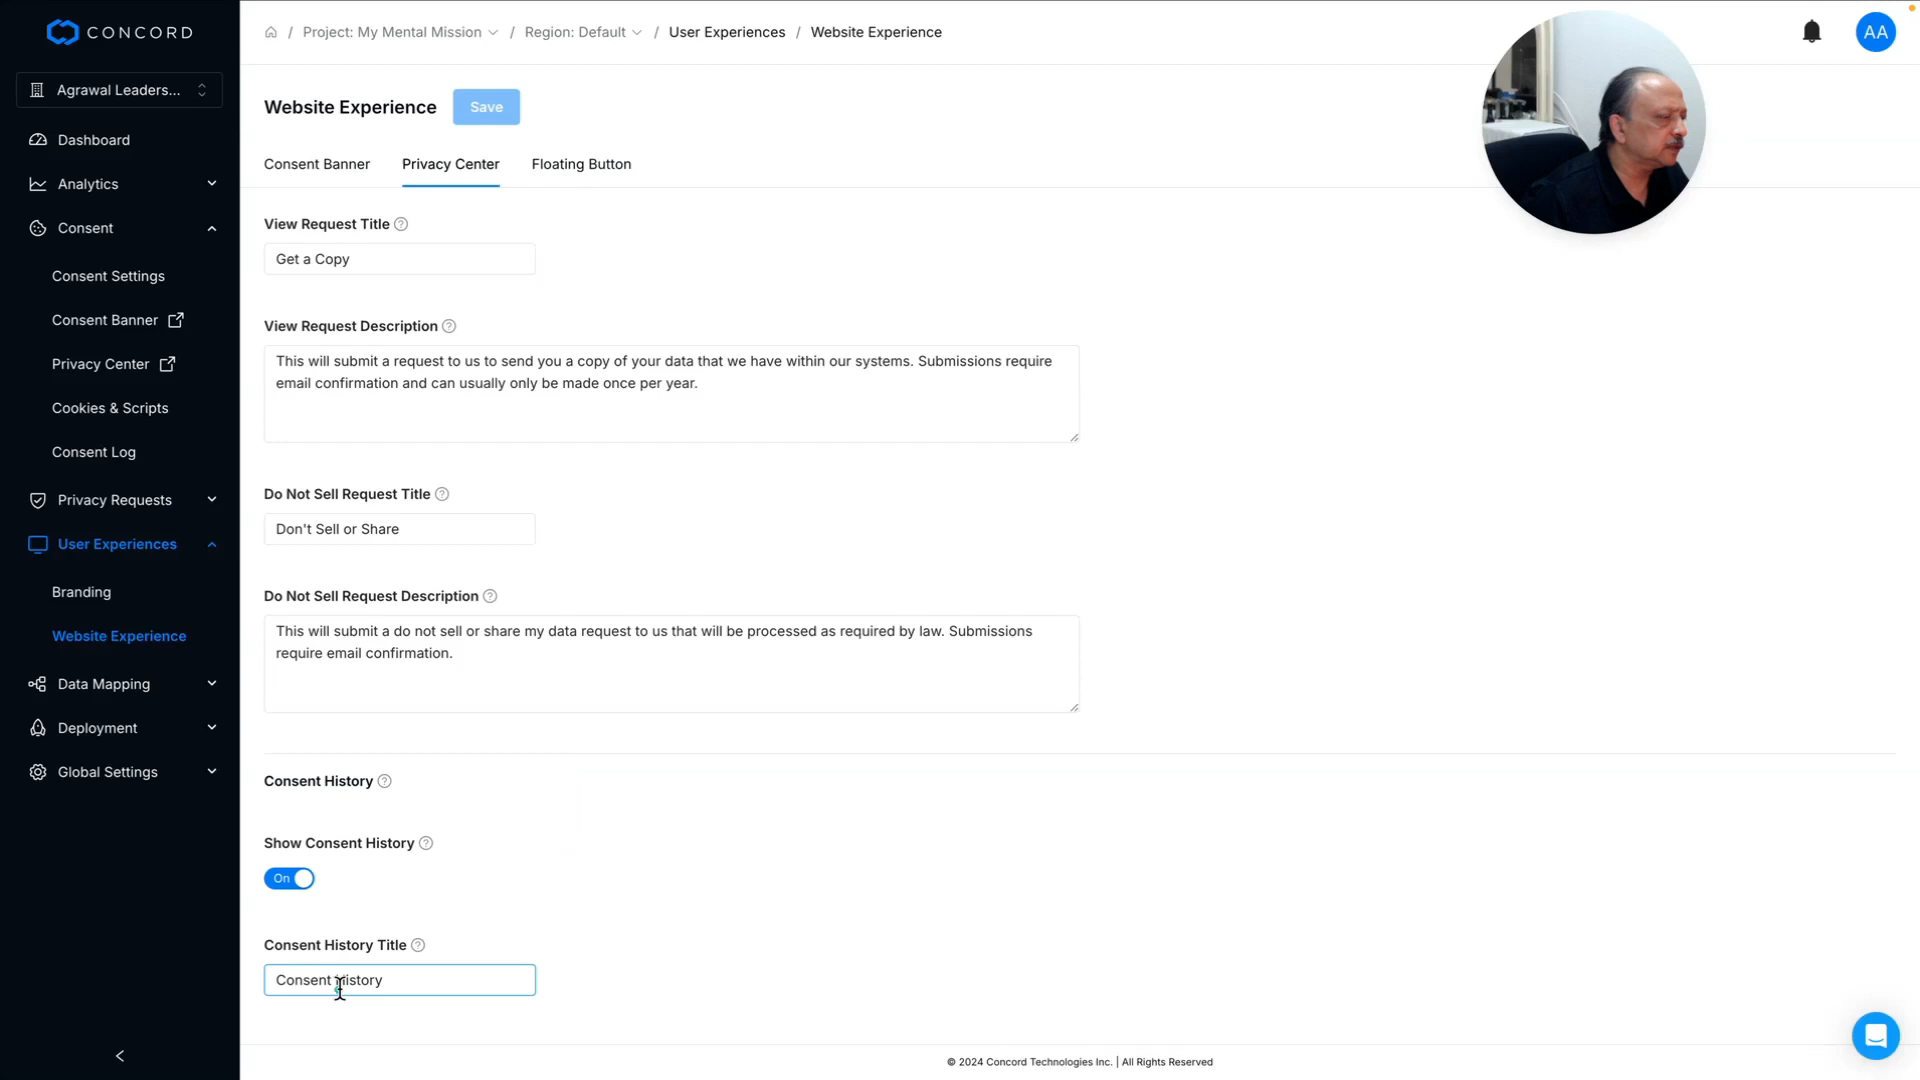 CONCORD
Agrawal Leaders...
Dashboard
Analytics
Consent
Consent Settings
Consent Banner
Privacy Center
Cookies & Scripts
Consent Log
Privacy Requests
User Experiences
Branding
Website Experience
Data Mapping
Deployment
Global Settings
/ Project: My Mental Mission / Region: Default / User Experiences / Website Experience
AA
Website Experience
Save
Consent Banner
Privacy Center
Floating Button
View Request Title
Get a Copy
View Request Description
This will submit a request to us to send you a copy of your data that we have within our systems. Submissions require
email confirmation and can usually only be made once per year.
Do Not Sell Request Title
Don't Sell or Share
Do Not Sell Request Description
This will submit a do not sell or share my data request to us that will be processed as required by law. Submissions
require email confirmation.
Consent History
Show Consent History
On
Consent History Title
Consent History
© 2024 Concord Technologies Inc. | All Rights Reserved